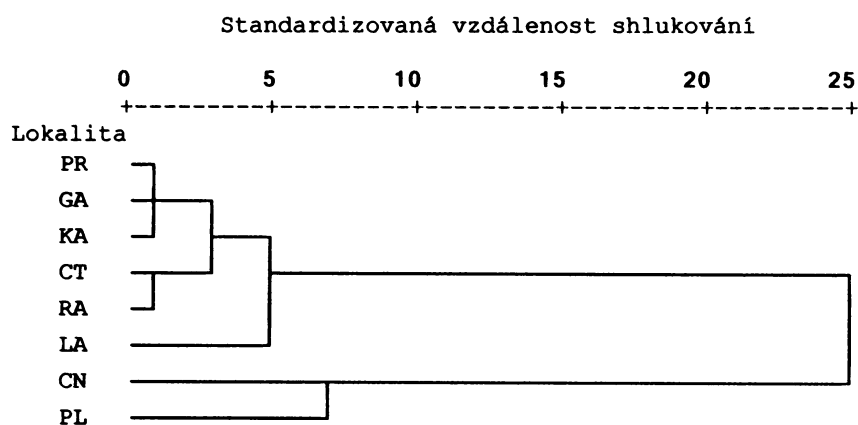 Standardizovaná vzdálenost shlukování
0 5 10 15 20 25
Lokalita
PR
GA
KA
CT
RA
LA
CN
PL